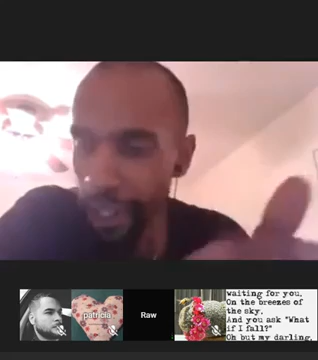 patricia
Raw
waiting for you,
On the breezes of
the sky,
And you ask "What
if I fall?"
Oh but my darling,